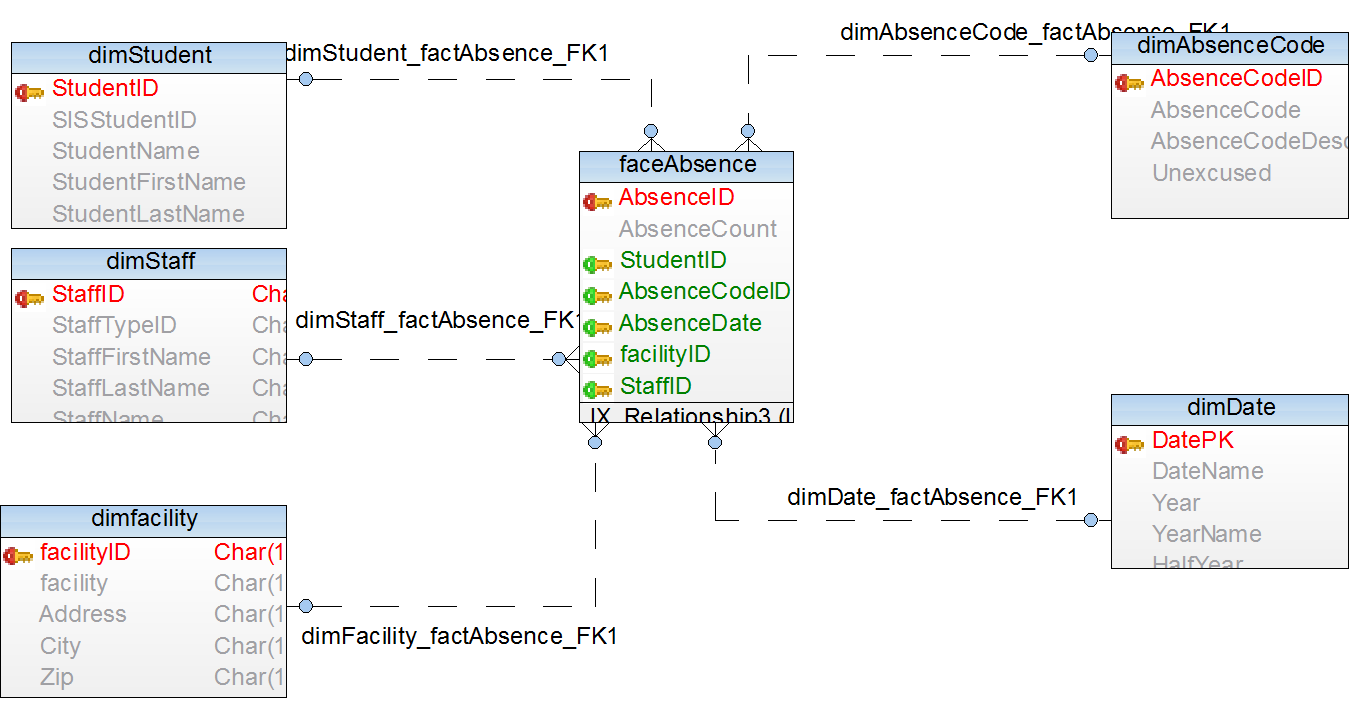 dimStudent
StudentID
SISStudentID
StudentName
StudentFirstName
StudentLastName
dimStudent_factAbsence_FK1
dimAbsenceCode_factAbsense_FK1
dimAbsenceCode
AbsenceCodeID
AbsenceCode
AbsenceCodeDesc
Unexcused
faceAbsence
AbsenceID
AbsenceCount
StudentID
AbsenceCodeID
AbsenceDate
facilityID
StaffID
IX_Relationship3 (I
dimStaff
StaffID Cha
StaffTypeID Cha
StaffFirstName Cha
StaffLastName Cha
StaffName Cha
dimStaff_factAbsence_FK1
dimDate
DatePK
DateName
Year
YearName
HalfYear
dimDate_factAbsence_FK1
dimfacility
facilityID Char(1
facility Char(1
Address Char(1
City Char(1
Zip Char(1
dimFacility_factAbsence_FK1